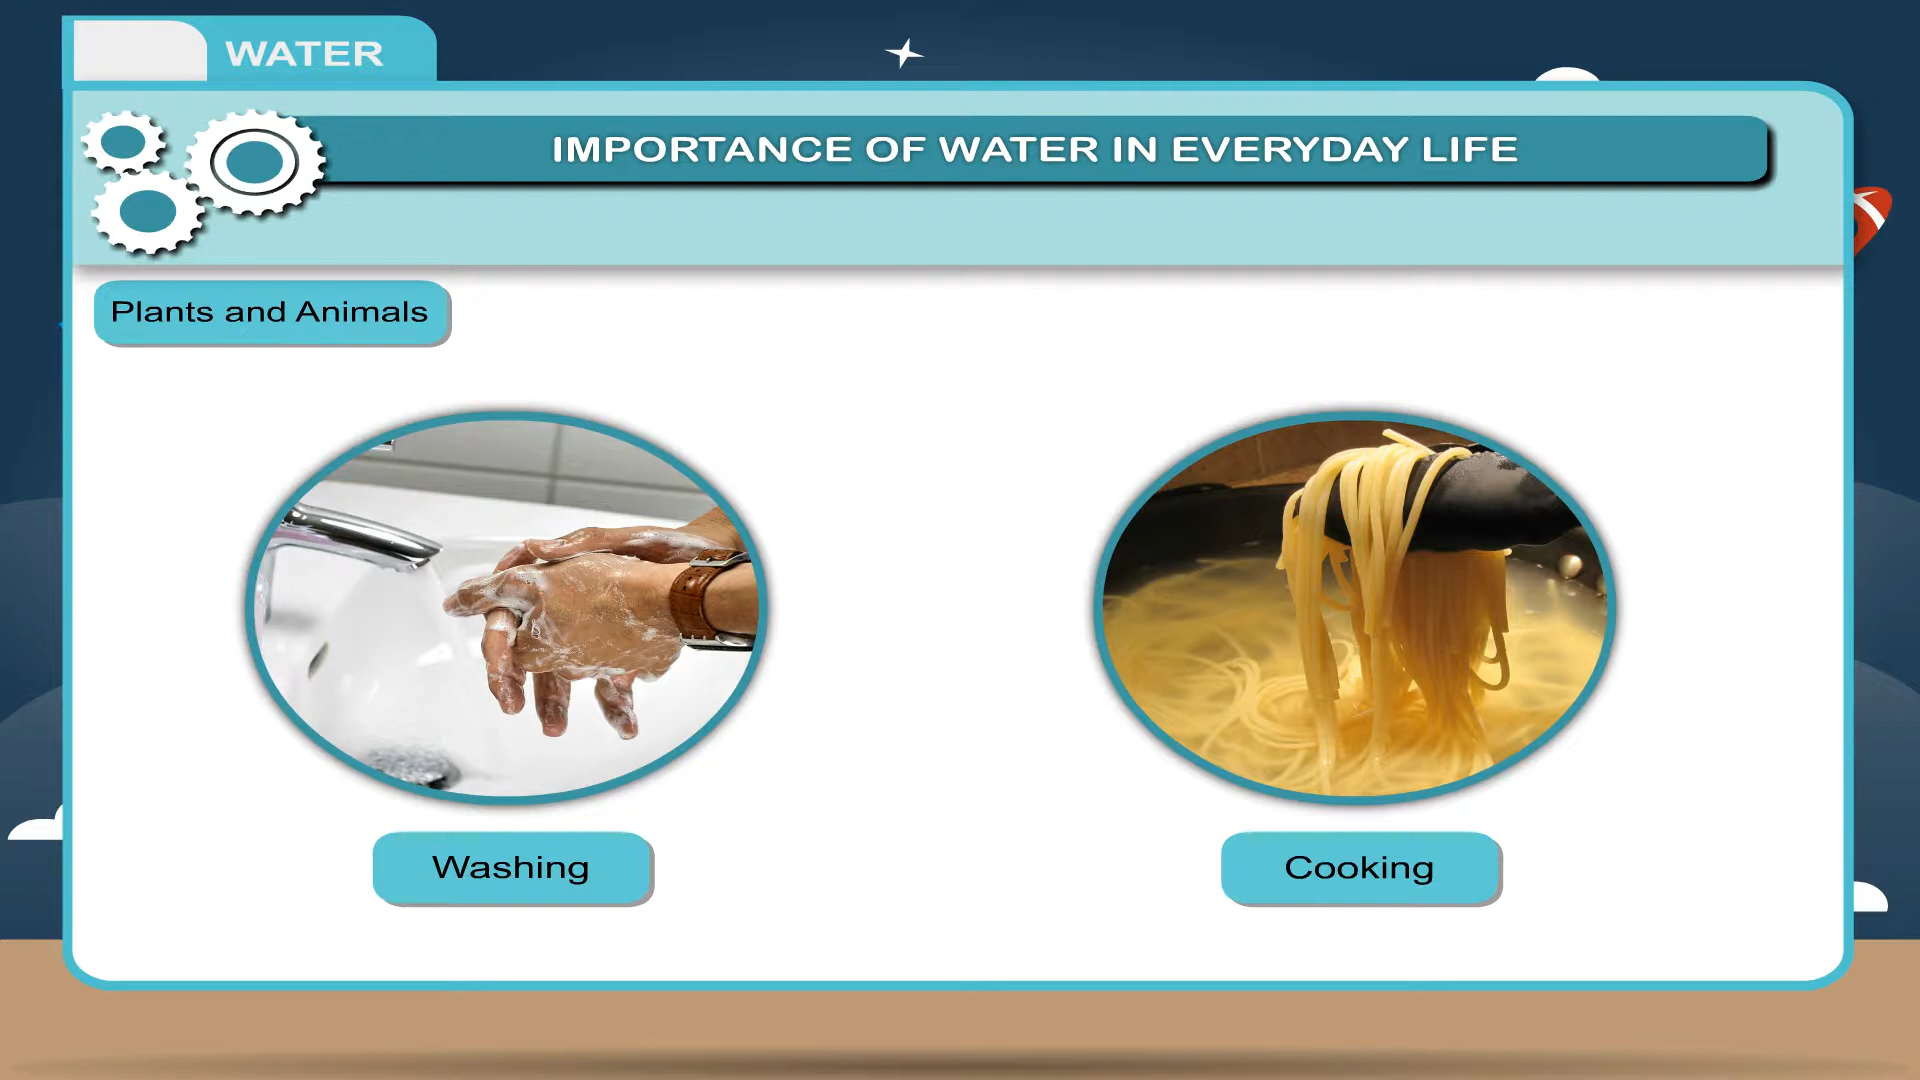 WATER
IMPORTANCE OF WATER IN EVERYDAY LIFE
Plants and Animals
Washing
Cooking